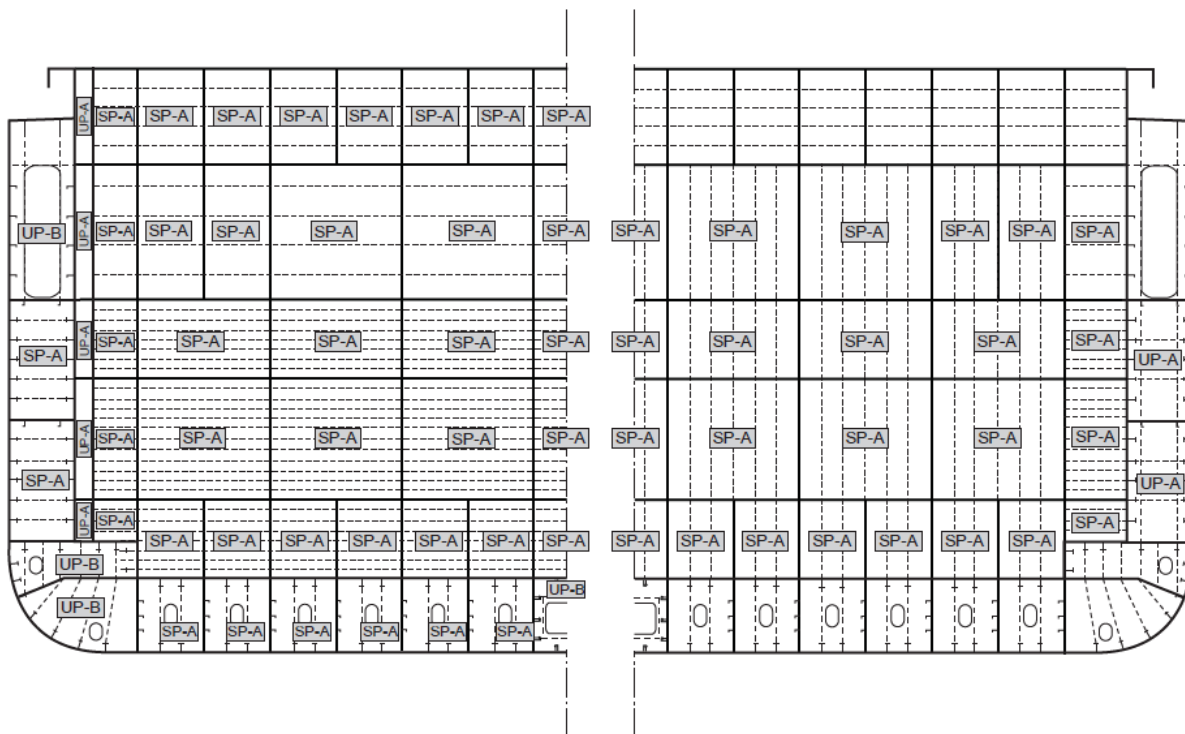 UP-A SP-A SP-A SP-A SP-A SP-A SP-A SP-A SP-A
UP-B UP-A SP-A SP-A SP-A SP-A SP-A SP-A SP-A SP-A SP-A SP-A SP-A SP-A
SP-A UP-A SP-A SP-A SP-A SP-A SP-A SP-A SP-A SP-A SP-A SP-A UP-A
UP-A SP-A SP-A SP-A SP-A SP-A SP-A SP-A SP-A SP-A SP-A
SP-A UP-A
UP-A SP-A SP-A
SP-A SP-A SP-A SP-A SP-A SP-A SP-A SP-A SP-A SP-A SP-A SP-A SP-A SP-A
UP-B
UP-B
UP-B
SP-A SP-A SP-A SP-A SP-A SP-A